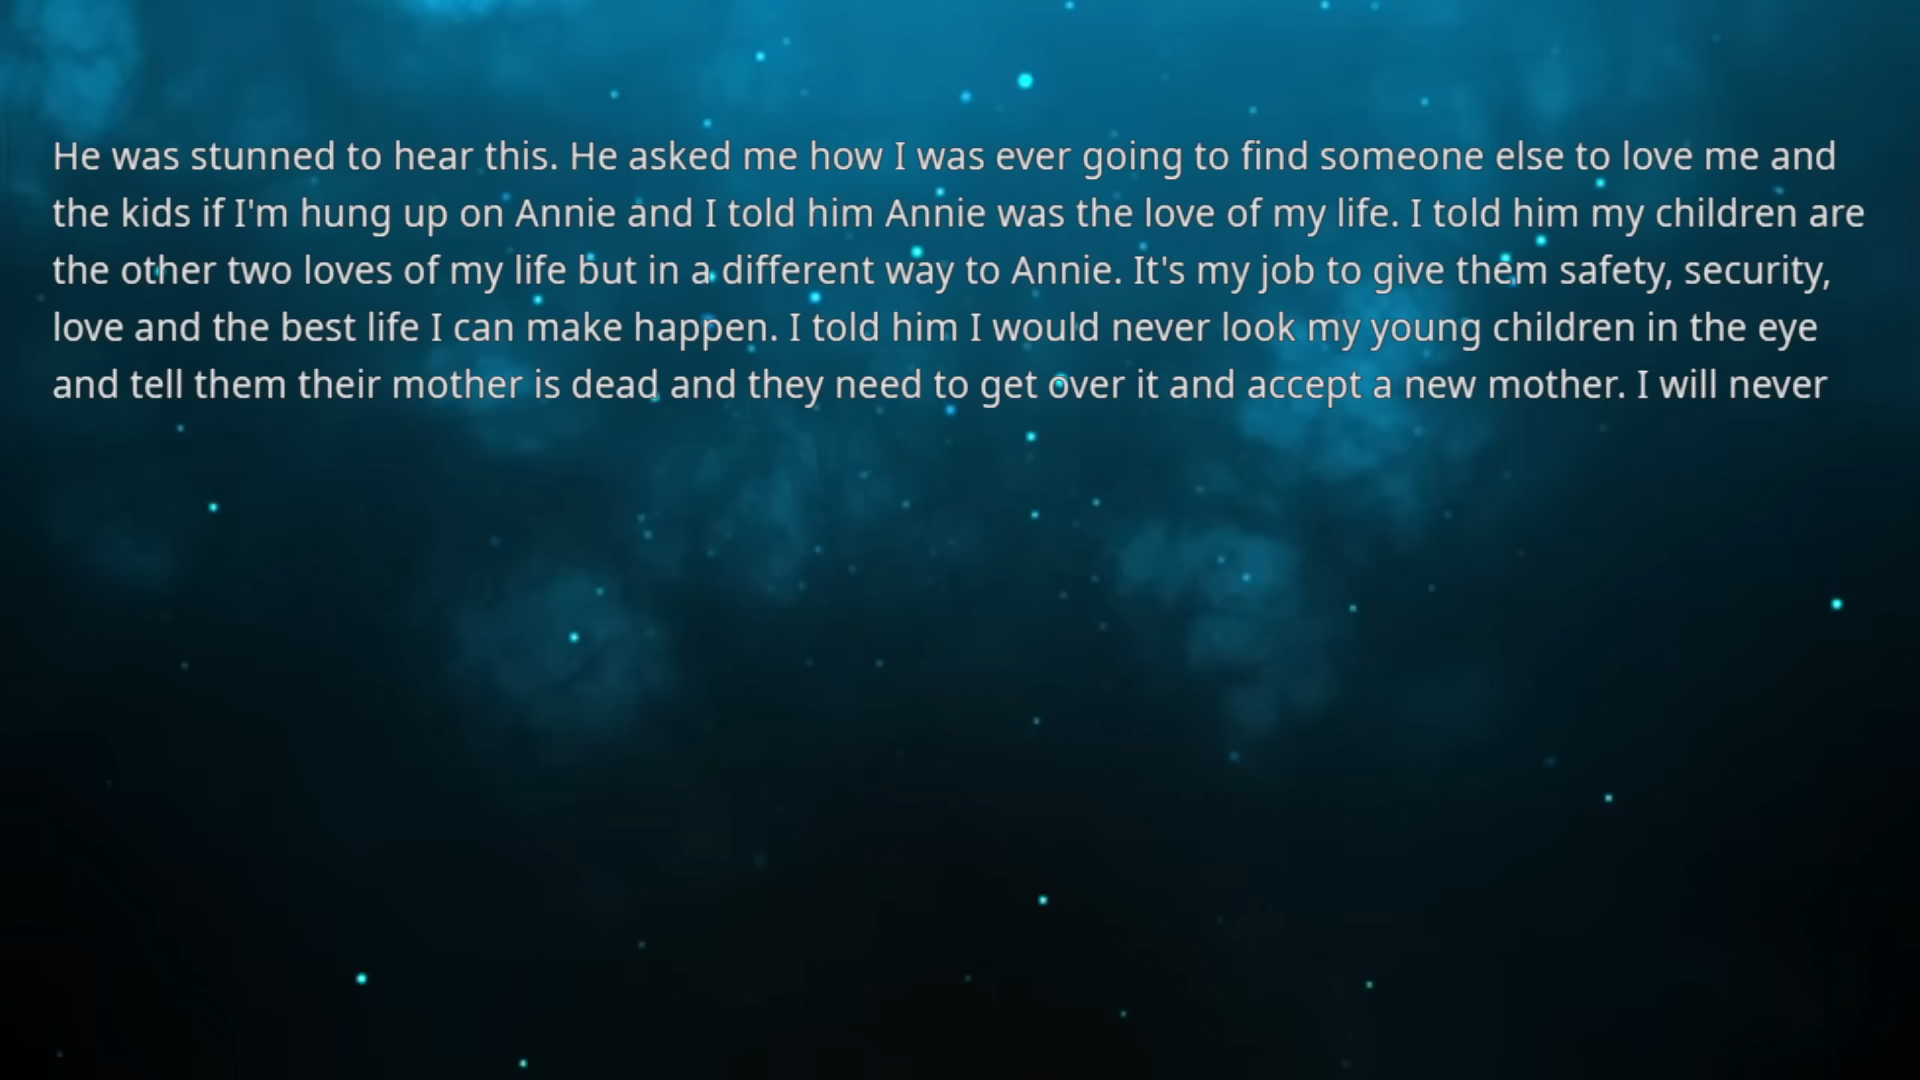 He was stunned to hear this. He asked me how I was ever going to find someone else to love me and
the kids if I'm hung up on Annie and I told him Annie was the love of my life. I told him my children are
the other two loves of my life but in a different way to Annie. It's my job to give them safety, security,
love and the best life I can make happen. I told him I would never look my young children in the eye
and tell them their mother is dead and they need to get over it and accept a new mother. I will never